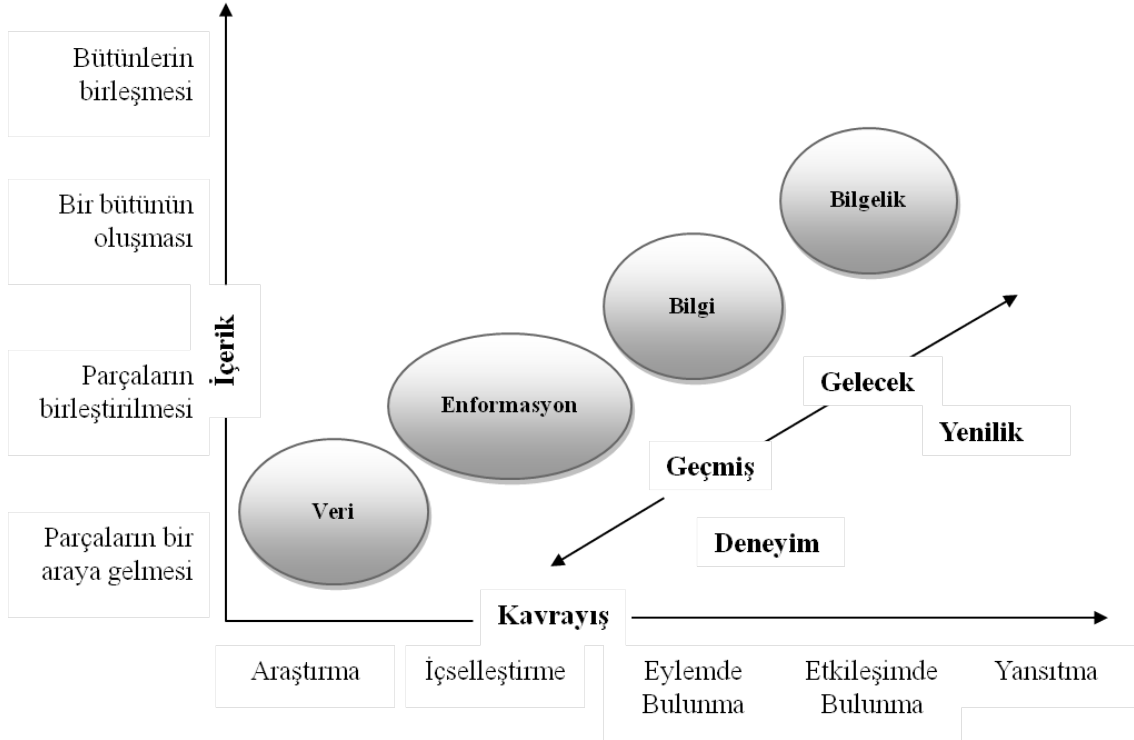 Bütünlerin
birleşmesi
Bir bütünün
oluşması
İçerik
Parçaların
birleştirilmesi
Parçaların bir
araya gelmesi
Bilgelik
Bilgi
Enformasyon
Veri
Gelecek
Yenilik
Geçmiş
Deneyim
Kavrayış
Araştırma
İçselleştirme
Eylemde
Bulunma
Etkileşimde
Bulunma
Yansıtma